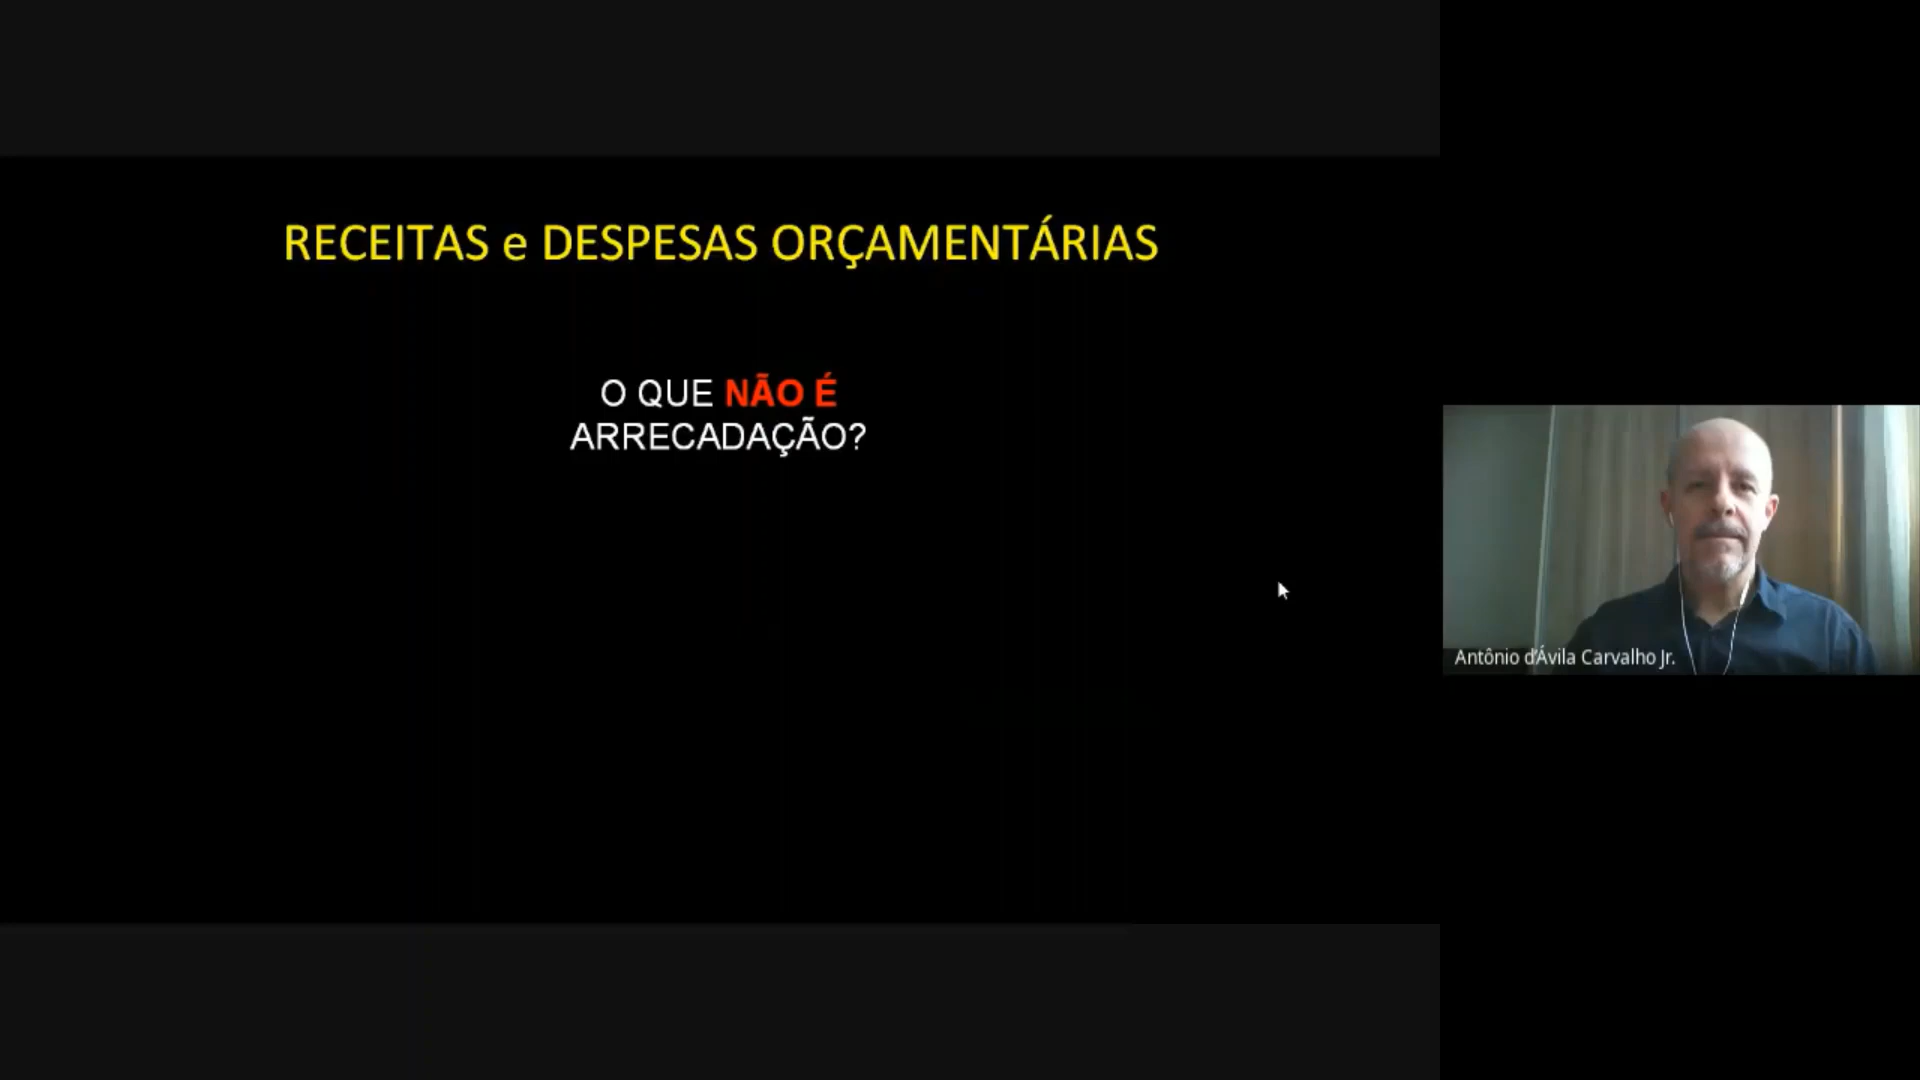 RECEITAS e DESPESAS ORÇAMENTÁRIAS
O QUE NÃO É
ARRECADAÇÃO?
Antônio d'Ávila Carvalho Jr.